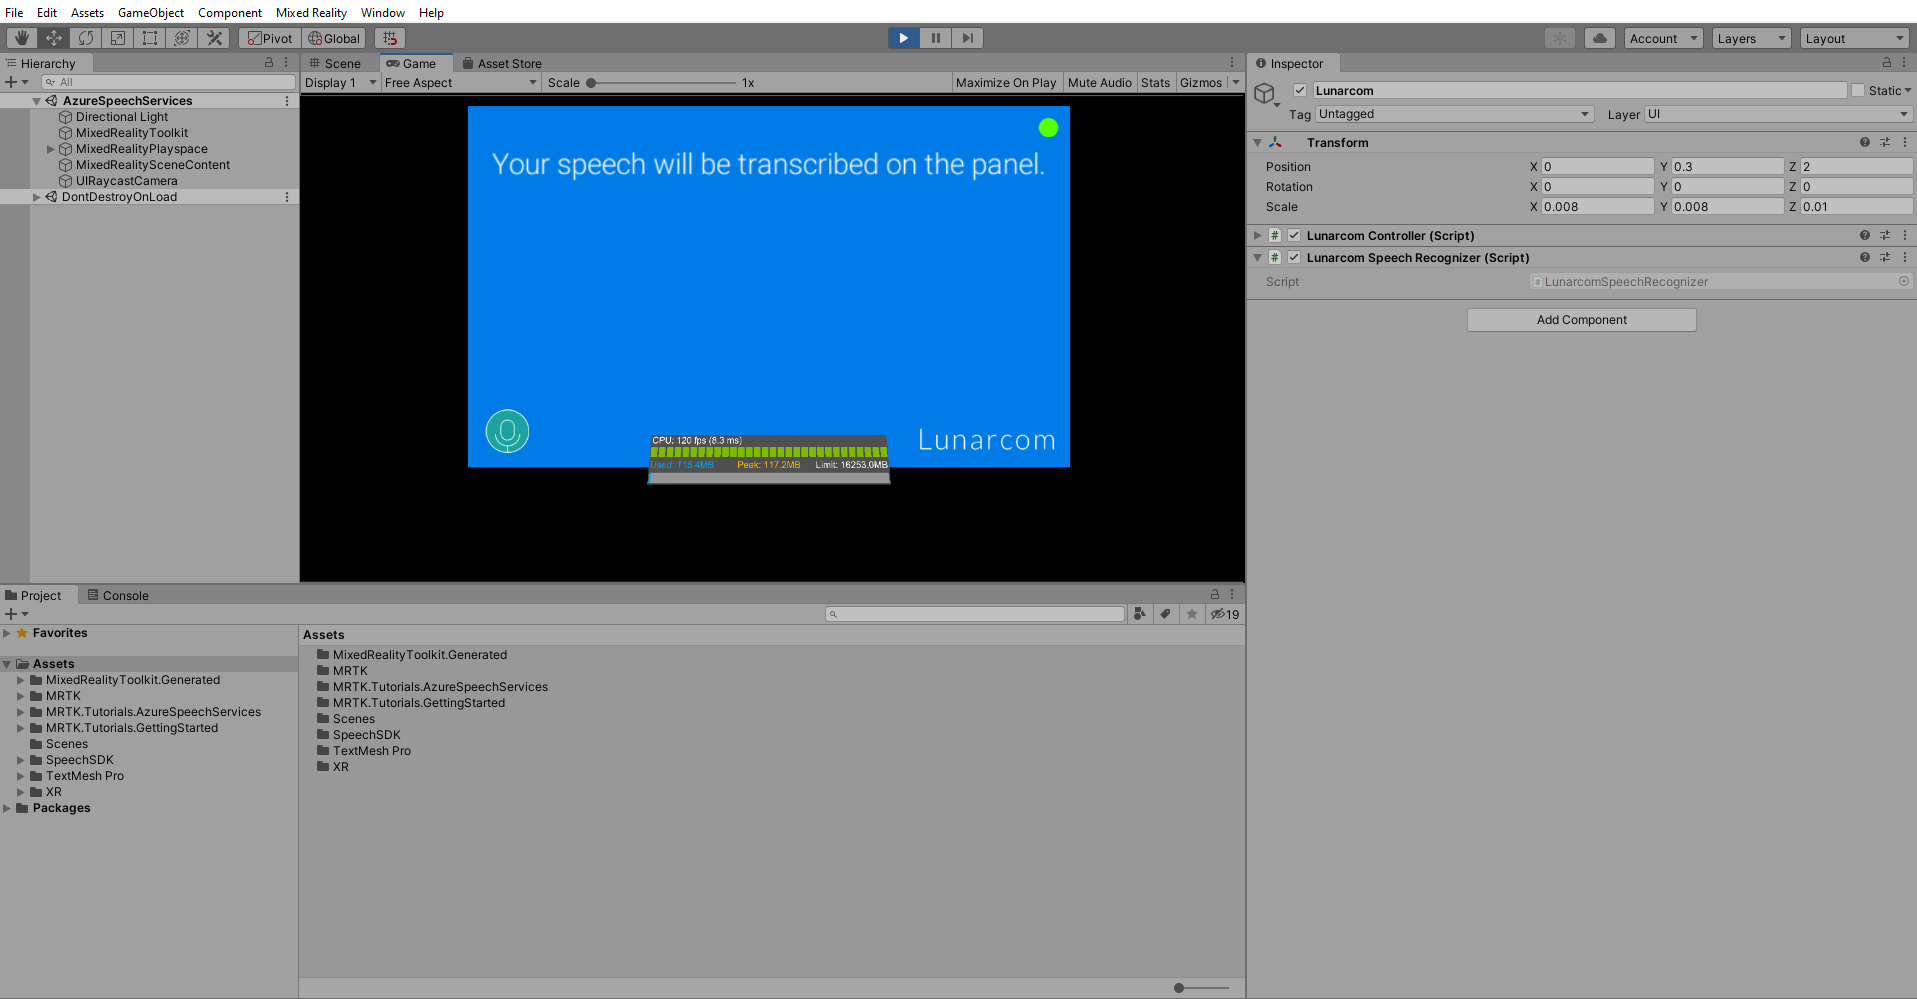 File Edit Assets GameObject Component Mixed Reality Window Help
Pivot Global Account Layers Layout
Hierarchy
All
AzureSpeechServices
Directional Light
MixedRealityToolkit
MixedRealityPlayspace
MixedRealitySceneContent
UIRaycastCamera
DontDestroyOnLoad
Scene Game Asset Store
Display 1 Free Aspect Scale 1x Maximize On Play Mute Audio Stats Gizmos
Your speech will be transcribed on the panel.
CPU: 120 fps (8.3 ms)
Used: 115.4MB Peak: 117.2MB Limit: 16253.0MB
Lunarcom
Inspector
Lunarcom Static
Tag Untagged Layer UI
Transform
Position X 0 Y 0.3 Z 2
Rotation X 0 Y 0 Z 0
Scale X 0.008 Y 0.008 Z 0.01
# Lunarcom Controller (Script)
# Lunarcom Speech Recognizer (Script)
Script # LunarcomSpeechRecognizer
Add Component
Project Console
19
Favorites
Assets
MixedRealityToolkit.Generated
MRTK
MRTK.Tutorials.AzureSpeechServices
MRTK.Tutorials.GettingStarted
Scenes
SpeechSDK
TextMesh Pro
XR
Packages
Assets
MixedRealityToolkit.Generated
MRTK
MRTK.Tutorials.AzureSpeechServices
MRTK.Tutorials.GettingStarted
Scenes
SpeechSDK
TextMesh Pro
XR